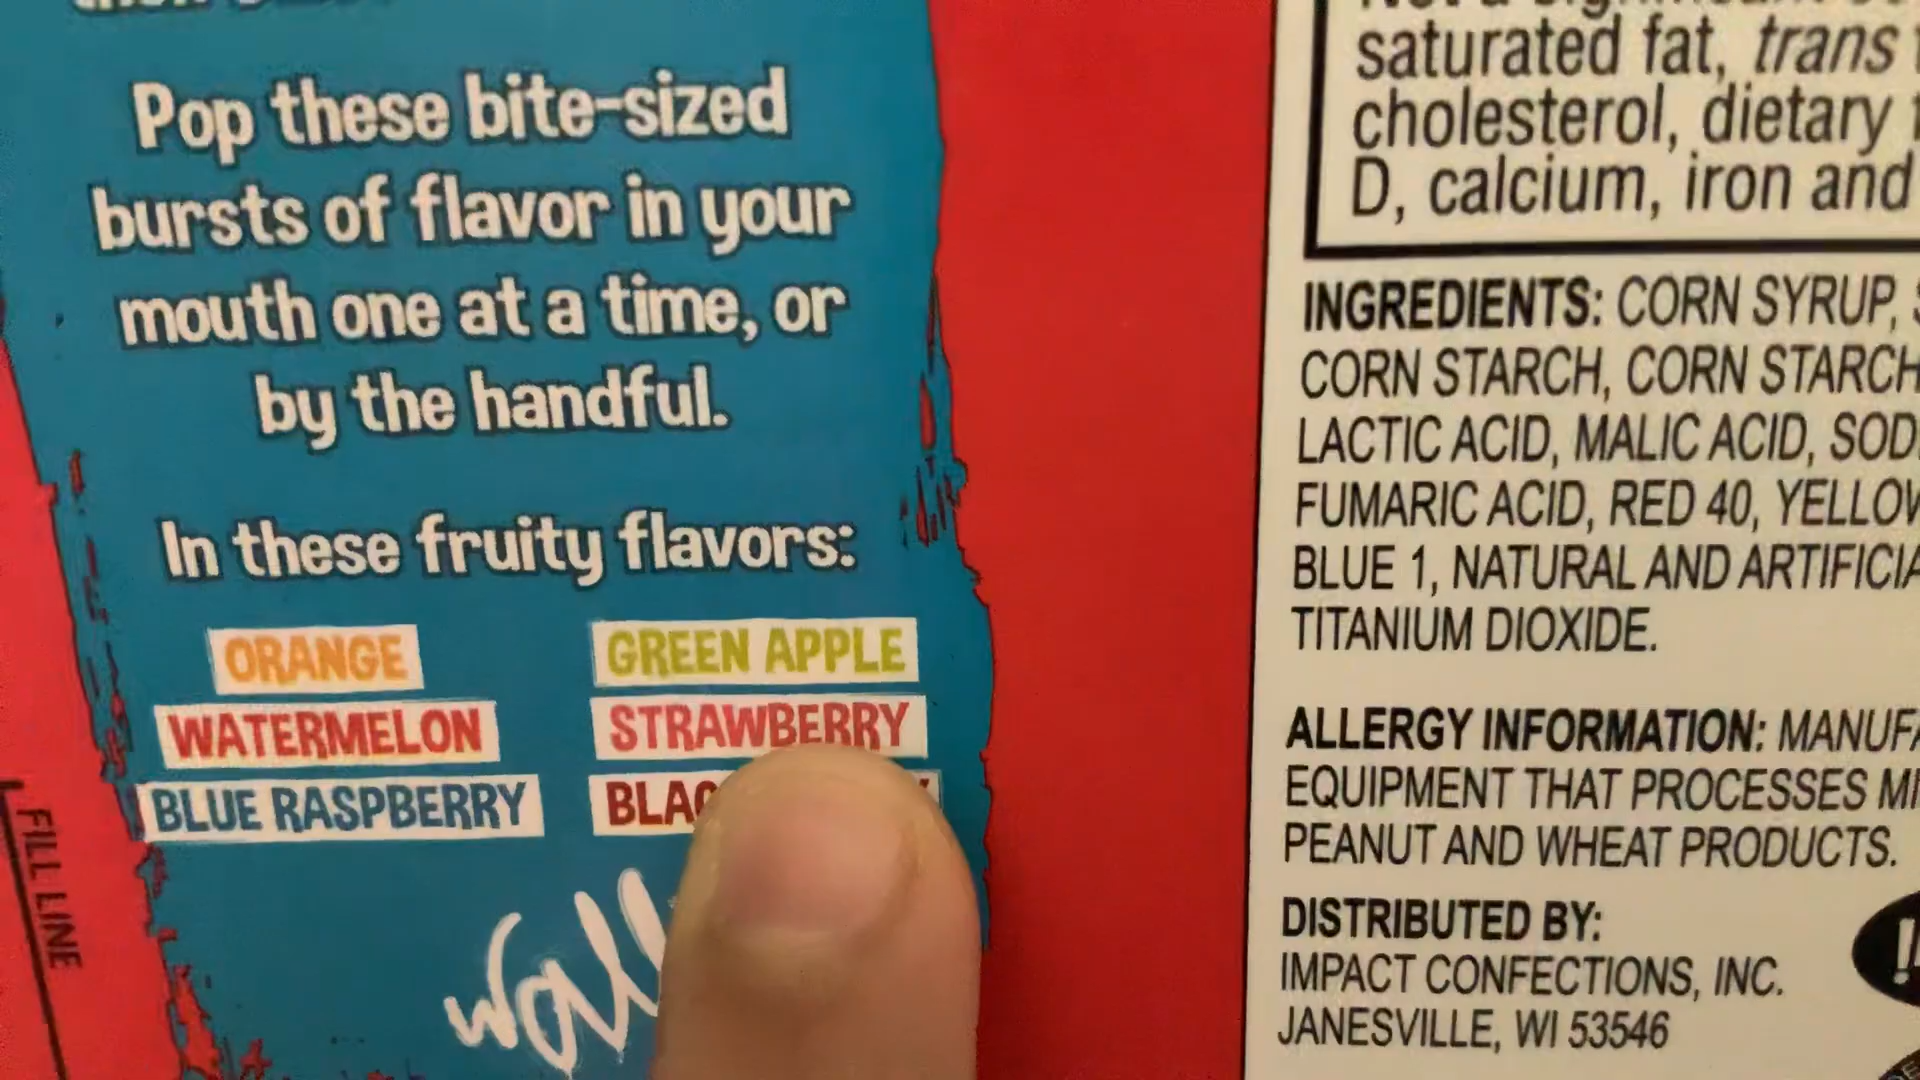 Pop these bite-sized
bursts of flavor in your
mouth one at a time, or
by the handful.
In these fruity flavors:
ORANGE
GREEN APPLE
WATERMELON
STRAWBERRY
BLUE RASPBERRY
FILL LINE
saturated fat, trans
cholesterol, dietary
D, calcium, iron and
INGREDIENTS: CORN SYRUP,
CORN STARCH, CORN STARCH
LACTIC ACID, MALIC ACID,
FUMARIC ACID, RED 40, YELLOW
BLUE 1, NATURAL AND
TITANIUM DIOXIDE.
ALLERGY INFORMATION:
EQUIPMENT THAT PROCESSES
PEANUT AND WHEAT PRODUCTS.
DISTRIBUTED BY:
IMPACT CONFECTIONS, INC.
JANESVILLE, WI 53546